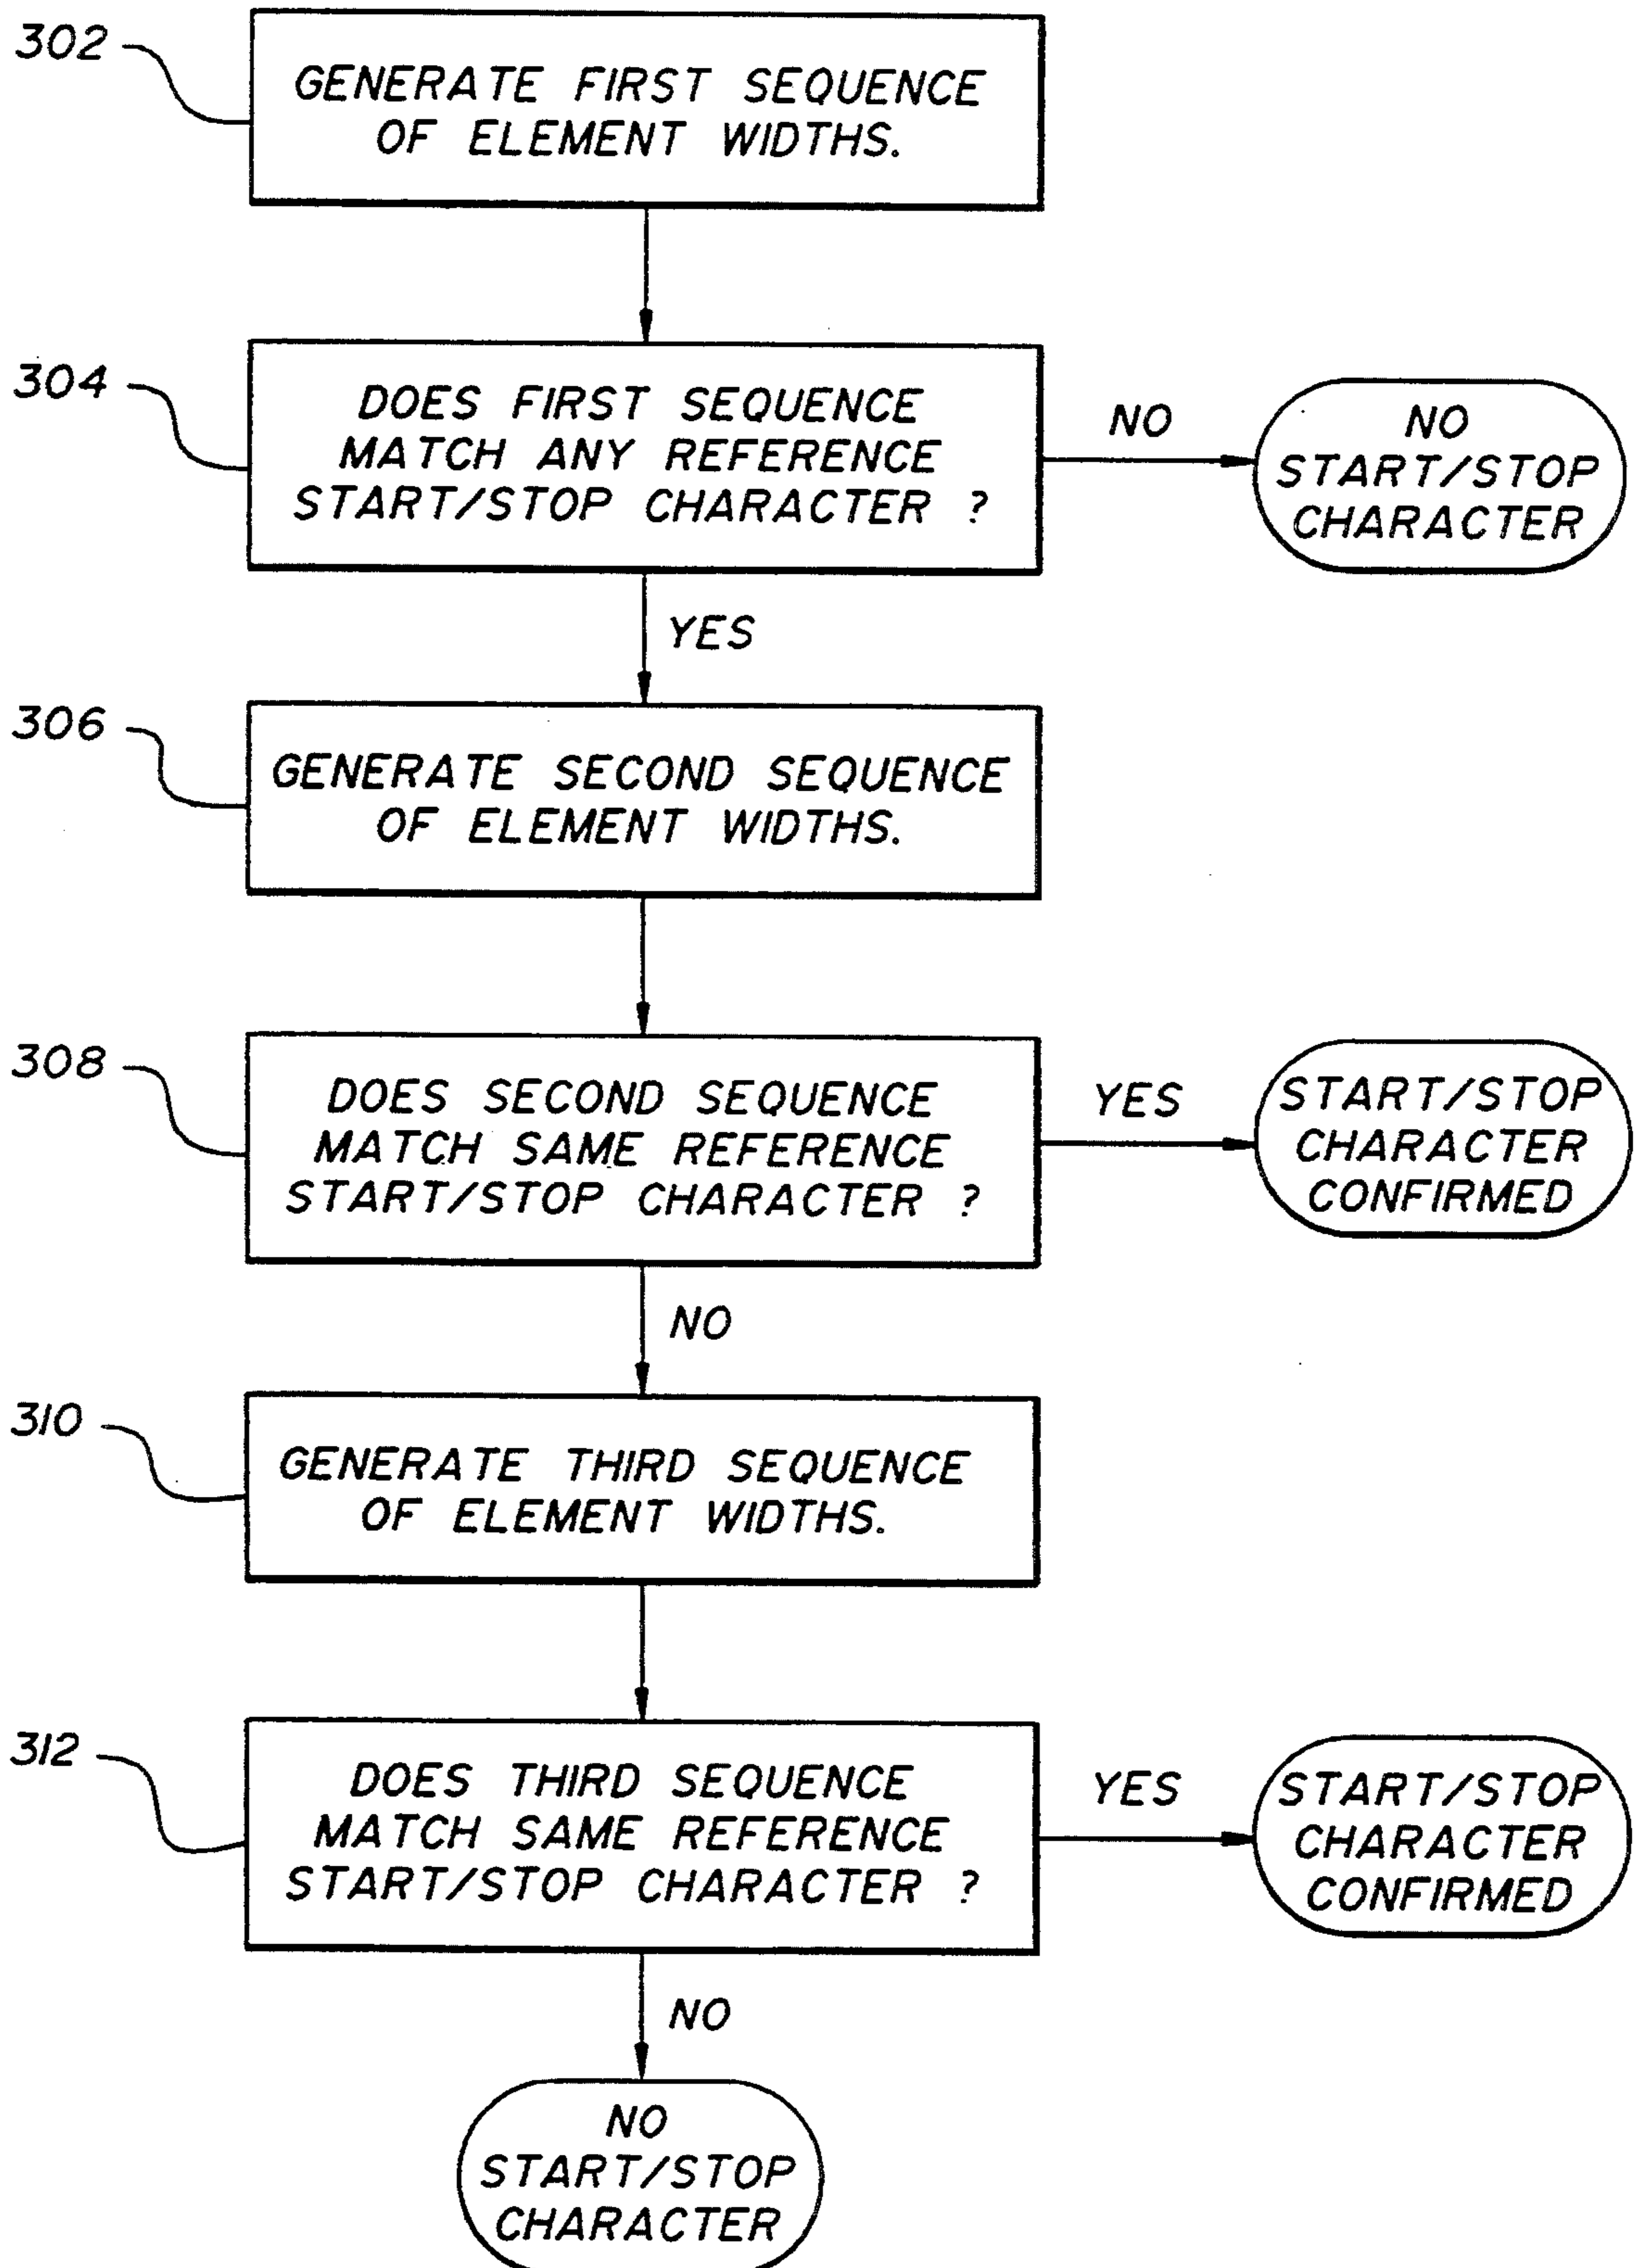 302
GENERATE FIRST SEQUENCE
OF ELEMENT WIDTHS.
304
DOES FIRST SEQUENCE
MATCH ANY REFERENCE
START/STOP CHARACTER ?
NO
NO
START/STOP
CHARACTER
YES
306
GENERATE SECOND SEQUENCE
OF ELEMENT WIDTHS.
308
DOES SECOND SEQUENCE
MATCH SAME REFERENCE
START/STOP CHARACTER ?
YES
START/STOP
CHARACTER
CONFIRMED
NO
310
GENERATE THIRD SEQUENCE
OF ELEMENT WIDTHS.
312
DOES THIRD SEQUENCE
MATCH SAME REFERENCE
START/STOP CHARACTER ?
YES
START/STOP
CHARACTER
CONFIRMED
NO
NO
START/STOP
CHARACTER